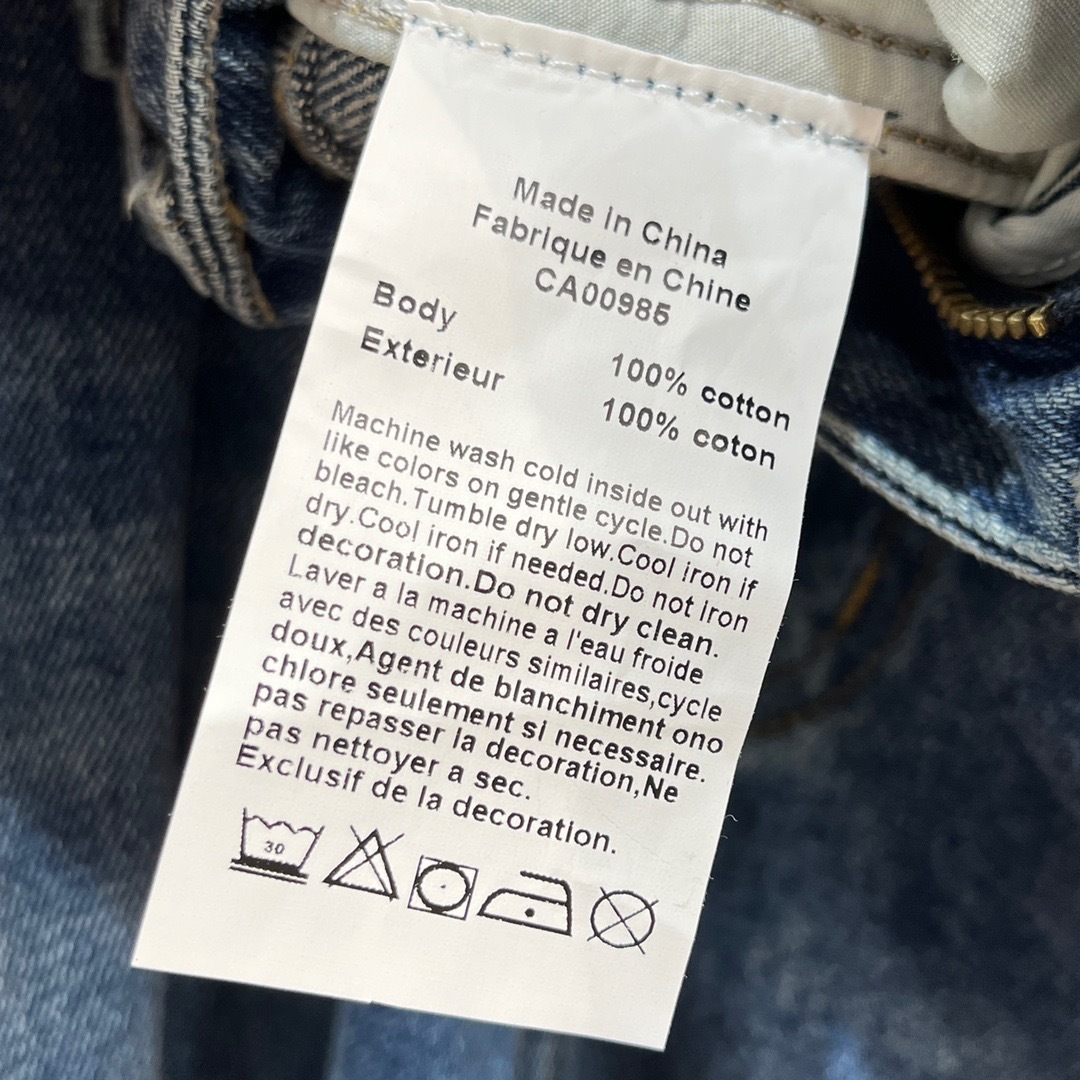 Made in China
Fabrique en Chine
CA00985
Body 100% cotton
Exterieur 100% coton
Machine wash cold inside out with
like colors on gentle cycle.Do not
bleach.Tumble dry low.Cool iron if
dry.Cool iron if needed.Do not iron
decoration.Do not dry clean.
Laver a la machine a l'eau froide
avec des couleurs similaires,cycle
doux,Agent de blanchiment ono
chlore seulement si necessaire.
pas repasser la decoration,Ne
pas nettoyer a sec.
Exclusif de la decoration.
30